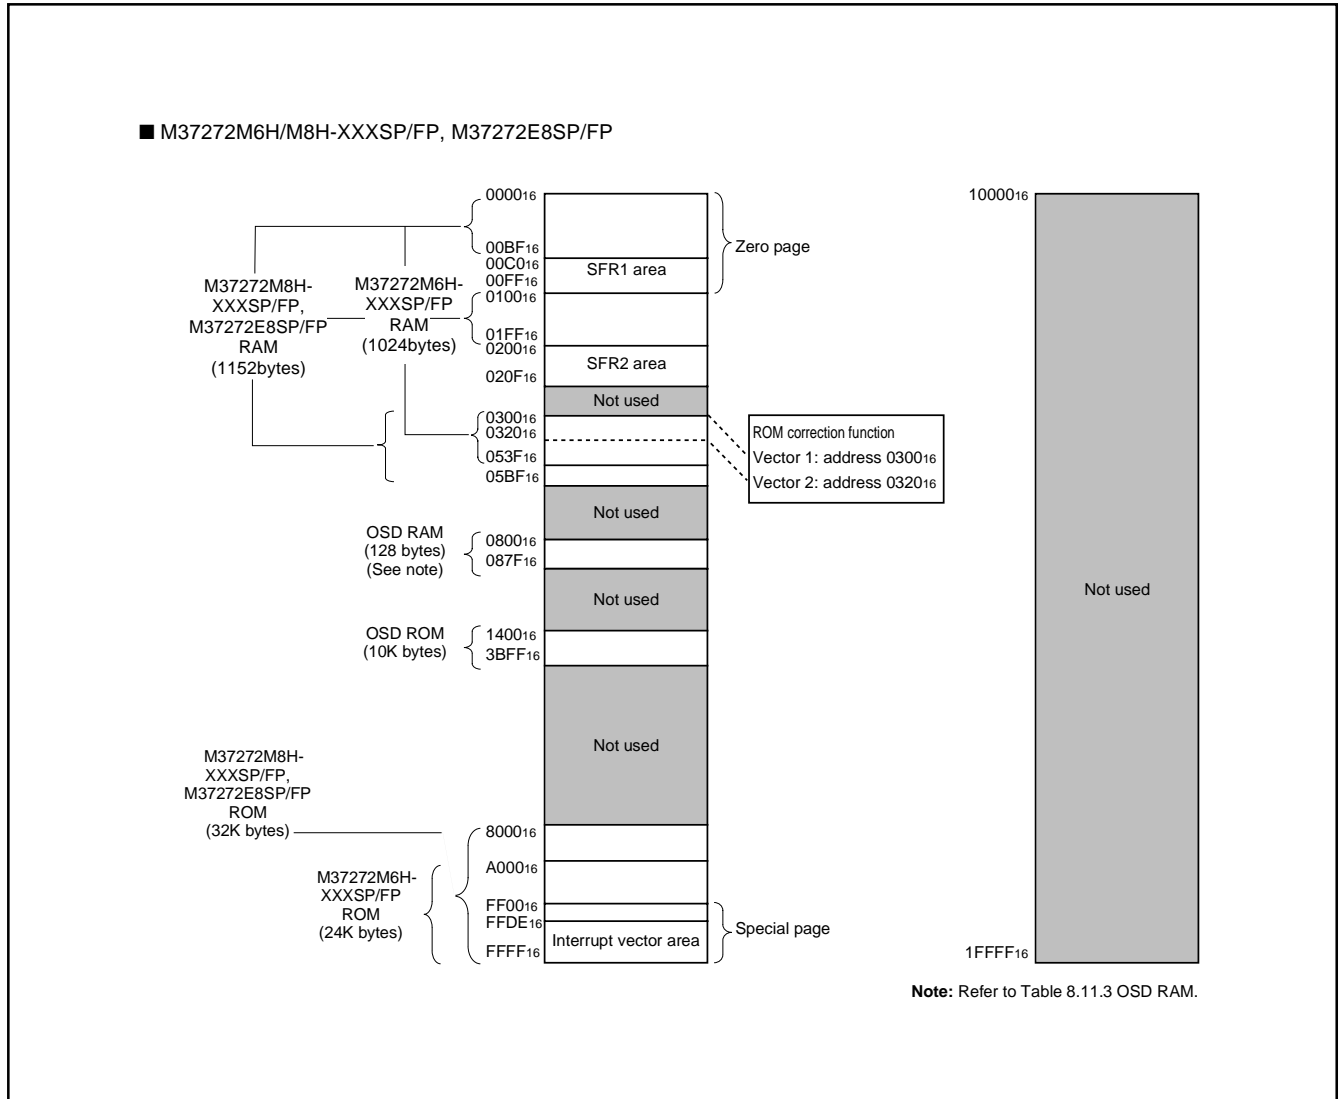 ■ M37272M6H/M8H-XXXSP/FP, M37272E8SP/FP
000016
00BF16
00C016
00FF16
010016
01FF16
020016
020F16
030016
032016
053F16
05BF16
080016
087F16
140016
3BFF16
800016
A00016
FF0016
FFDE16
FFFF16
M37272M8H-
XXXSP/FP,
M37272E8SP/FP
RAM
(1152bytes)
M37272M6H-
XXXSP/FP
RAM
(1024bytes)
OSD RAM
(128 bytes)
(See note)
OSD ROM
(10K bytes)
M37272M8H-
XXXSP/FP,
M37272E8SP/FP
ROM
(32K bytes)
M37272M6H-
XXXSP/FP
ROM
(24K bytes)
SFR1 area
SFR2 area
Not used
Not used
Not used
Not used
Interrupt vector area
Zero page
ROM correction function
Vector 1: address 030016
Vector 2: address 032016
Special page
1000016
Not used
1FFFF16
Note: Refer to Table 8.11.3 OSD RAM.